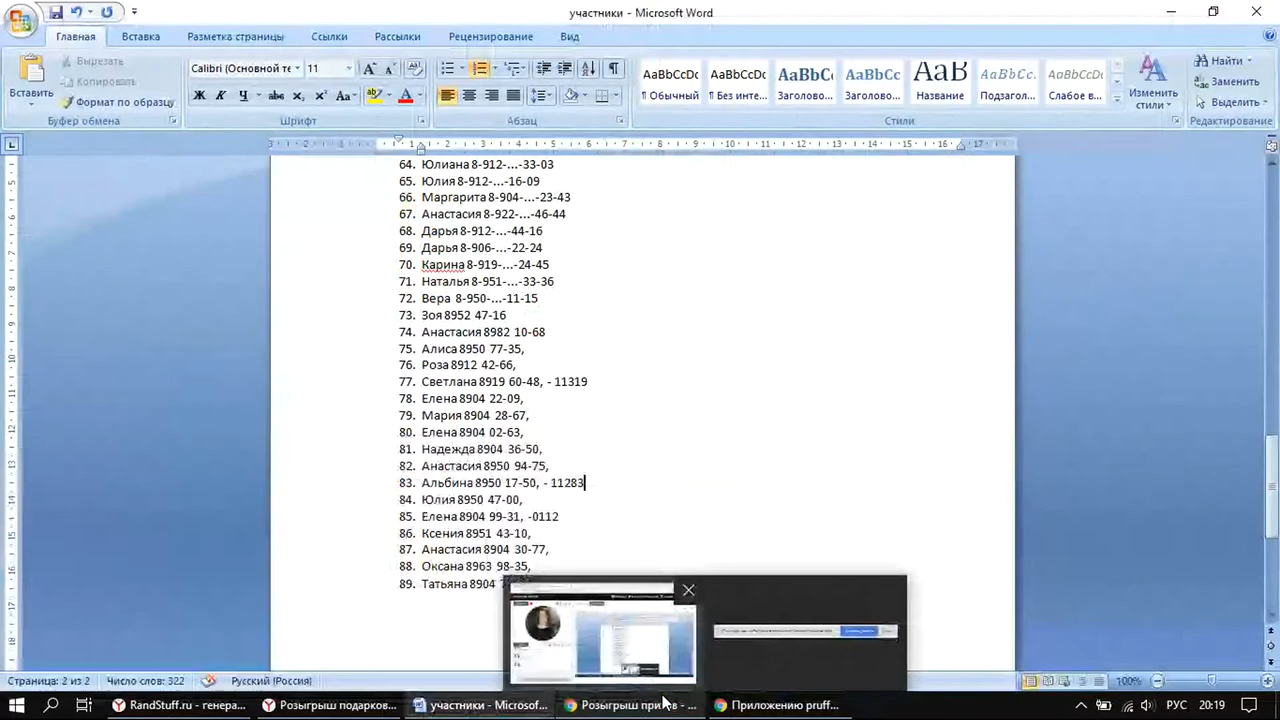 участники - Microsoft Word
Главная Вставка Разметка страницы Ссылки Рассылки Рецензирование Вид
Вставить
Вырезать
Копировать
Формат по образцу
Буфер обмена
Calibri (Основной те 11
Ж К Ч abc x₂ x² Aa
Шрифт
Абзац
AaBbCcDc AaBbCcDc AaBbCc AaBbCc AaB AaBbCc. AaBbCcDc
¶ Обычный ¶ Без инте... Заголово... Заголово... Название Подзагол... Слабое в...
Стили
Изменить
стили
Найти
Заменить
Выделить
Редактирование
64. Юлиана 8-912-...-33-03
65. Юлия 8-912-...-16-09
66. Маргарита 8-904-...-23-43
67. Анастасия 8-922-...-46-44
68. Дарья 8-912-...-44-16
69. Дарья 8-906-...-22-24
70. Карина 8-919-...-24-45
71. Наталья 8-951-...-33-36
72. Вера 8-950-...-11-15
73. Зоя 8952 47-16
74. Анастасия 8982 10-68
75. Алиса 8950 77-35,
76. Роза 8912 42-66,
77. Светлана 8919 60-48, - 11319
78. Елена 8904 22-09,
79. Мария 8904 28-67,
80. Елена 8904 02-63,
81. Надежда 8904 36-50,
82. Анастасия 8950 94-75,
83. Альбина 8950 17-50, - 11283
84. Юлия 8950 47-00,
85. Елена 8904 99-31, -0112
86. Ксения 8951 43-10,
87. Анастасия 8904 30-77,
88. Оксана 8963 98-35,
89. Татьяна 8904
Страница: 2 из 2 Число слов: 322 Русский (Россия) 100%
RandStuff.ru - генера... Розыгрыш подарков... участники - Microsof... Розыгрыш призов - ... Приложению pruff... РУС 20:19